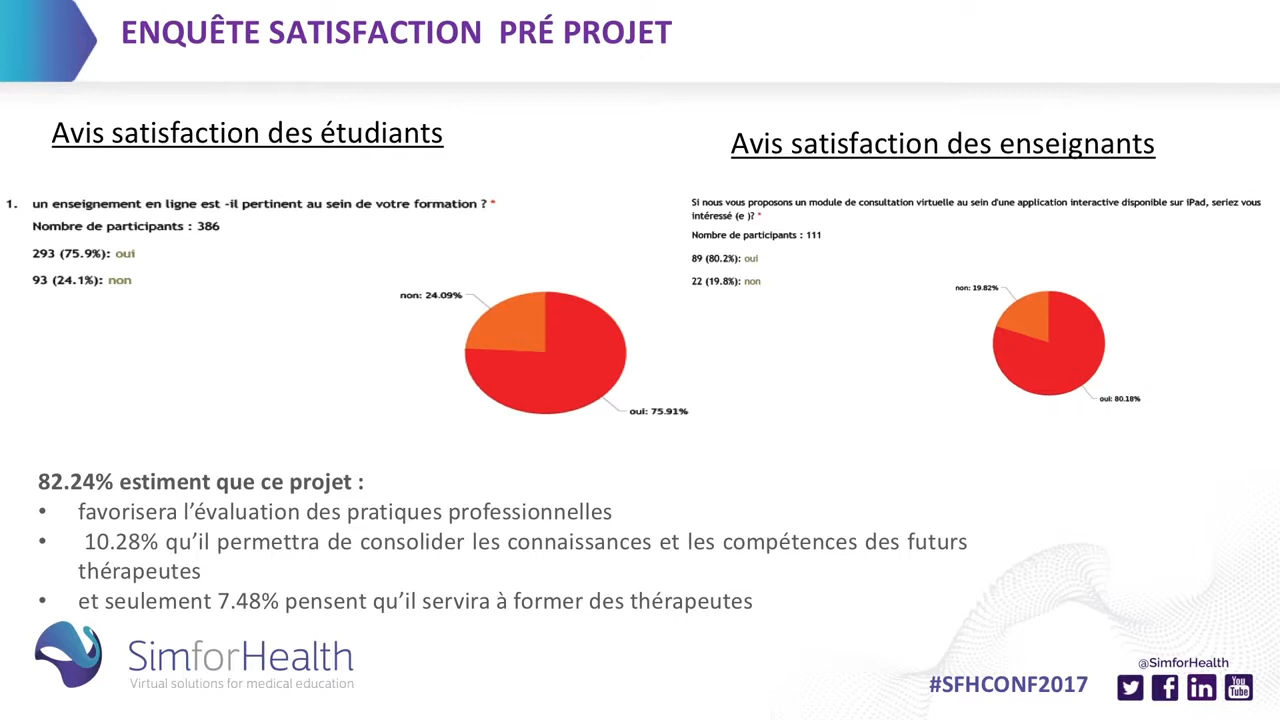 ENQUÊTE SATISFACTION PRÉ PROJET
Avis satisfaction des étudiants
1. un enseignement en ligne est -il pertinent au sein de votre formation ? *
Nombre de participants : 386
293 (75.9%): oui
93 (24.1%): non
non: 24.09%
oui: 75.91%
Avis satisfaction des enseignants
Si nous vous proposons un module de consultation virtuelle au sein d'une application interactive disponible sur iPad, seriez vous
intéressé (e )? *
Nombre de participants : 111
89 (80.2%): oui
22 (19.8%): non
non: 19.82%
oui: 80.18%
82.24% estiment que ce projet :
• favorisera l’évaluation des pratiques professionnelles
• 10.28% qu’il permettra de consolider les connaissances et les compétences des futurs
thérapeutes
• et seulement 7.48% pensent qu’il servira à former des thérapeutes
SimforHealth
Virtual solutions for medical education
#SFHCONF2017
@SimforHealth
You
Tube